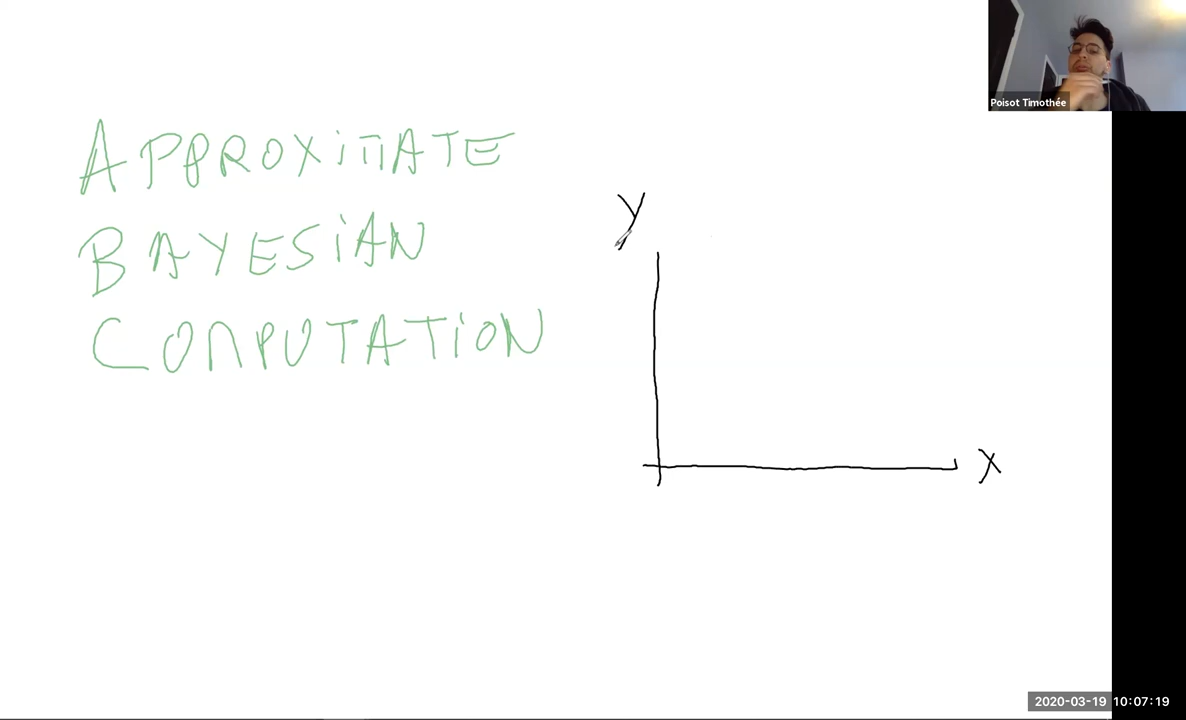 APPROXIMATE
BAYESIAN
COMPUTATION
y
x
Poisot Timothée
2020-03-19 10:07:19